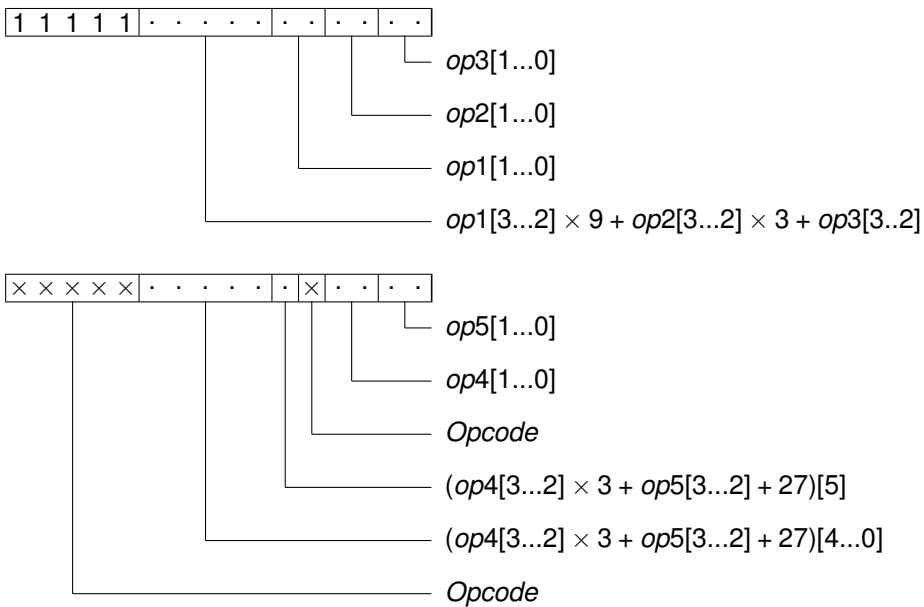 1 1 1 1 1 · · · · · · · · · · ·
op3[1...0]
op2[1...0]
op1[1...0]
op1[3...2] × 9 + op2[3...2] × 3 + op3[3..2]
× × × × × · · · · · · × · · · ·
op5[1...0]
op4[1...0]
Opcode
(op4[3...2] × 3 + op5[3...2] + 27)[5]
(op4[3...2] × 3 + op5[3...2] + 27)[4...0]
Opcode